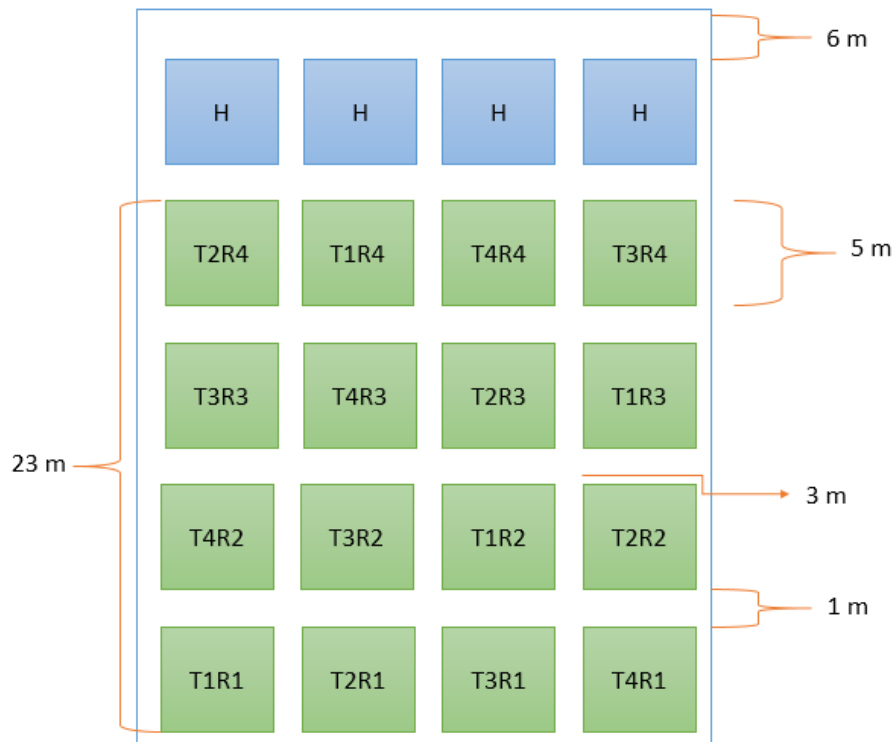 6 m
H H H H
T2R4 T1R4 T4R4 T3R4
5 m
T3R3 T4R3 T2R3 T1R3
23 m
3 m
T4R2 T3R2 T1R2 T2R2
1 m
T1R1 T2R1 T3R1 T4R1